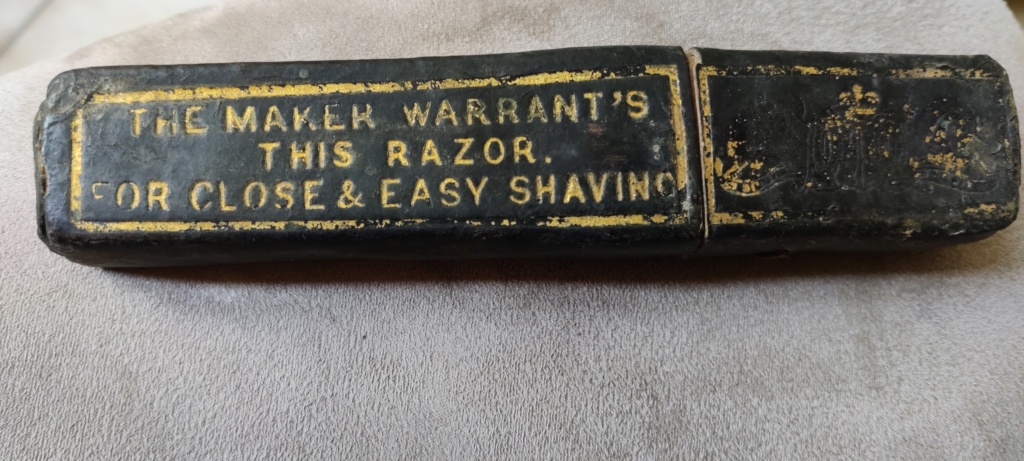 THE MAKER WARRANT'S
THIS RAZOR.
FOR CLOSE & EASY SHAVING